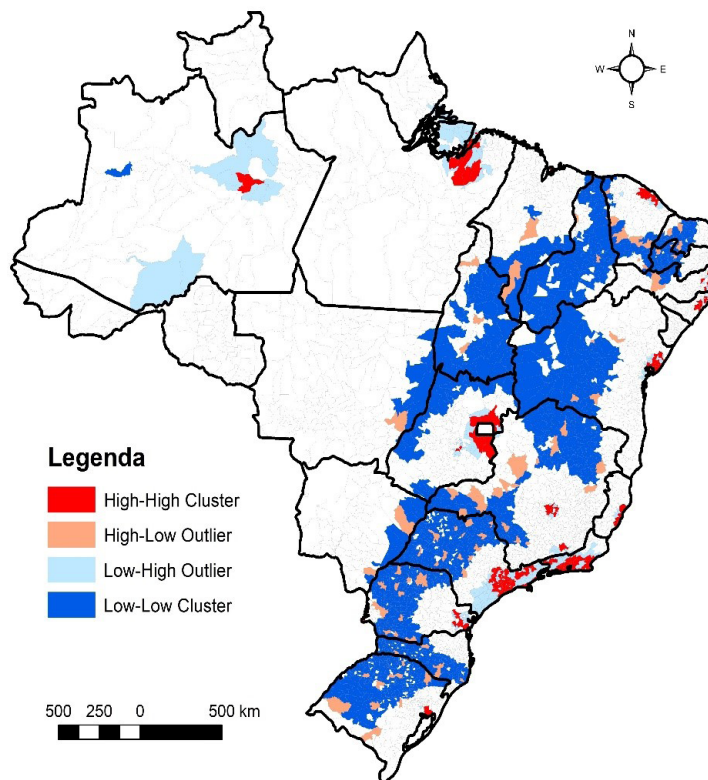 N
W E
S
Legenda
High-High Cluster
High-Low Outlier
Low-High Outlier
Low-Low Cluster
500 250 0 500 km